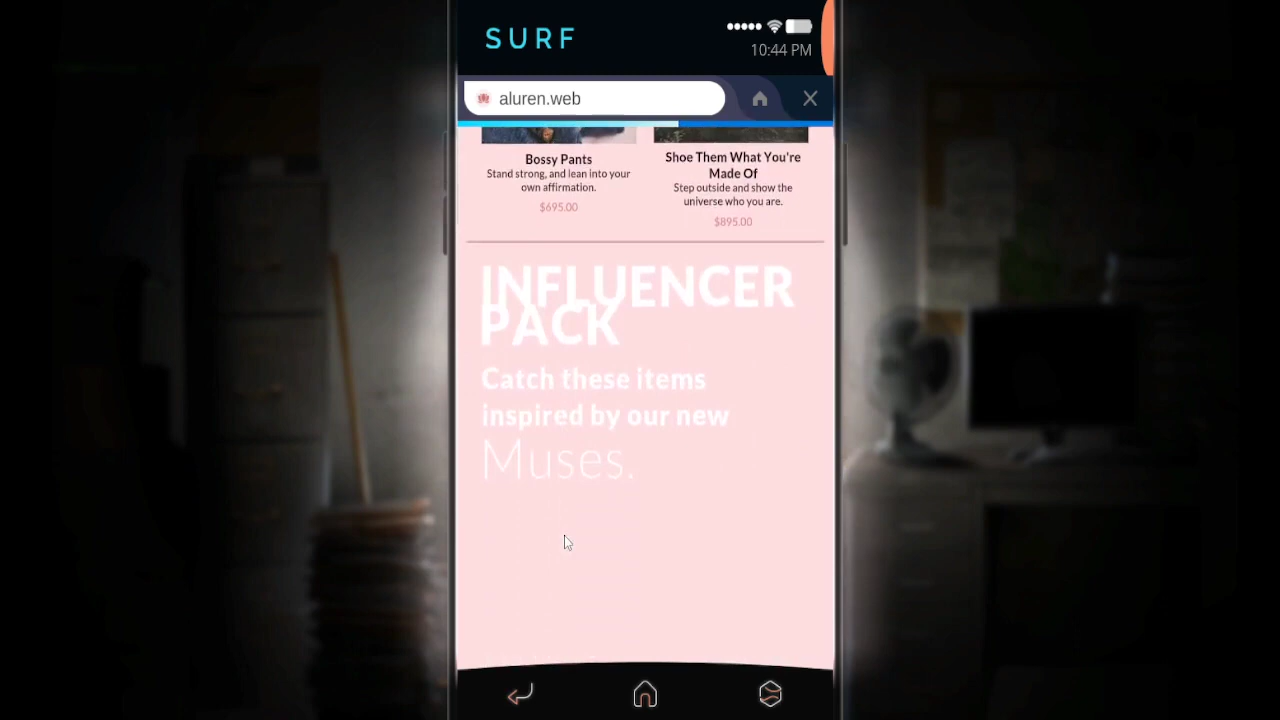 SURF
10:44 PM
aluren.web
Bossy Pants
Stand strong, and lean into your
own affirmation.
$695.00
Shoe Them What You're
Made Of
Step outside and show the
universe who you are.
$895.00
INFLUENCER
PACK
Catch these items
inspired by our new
Muses.